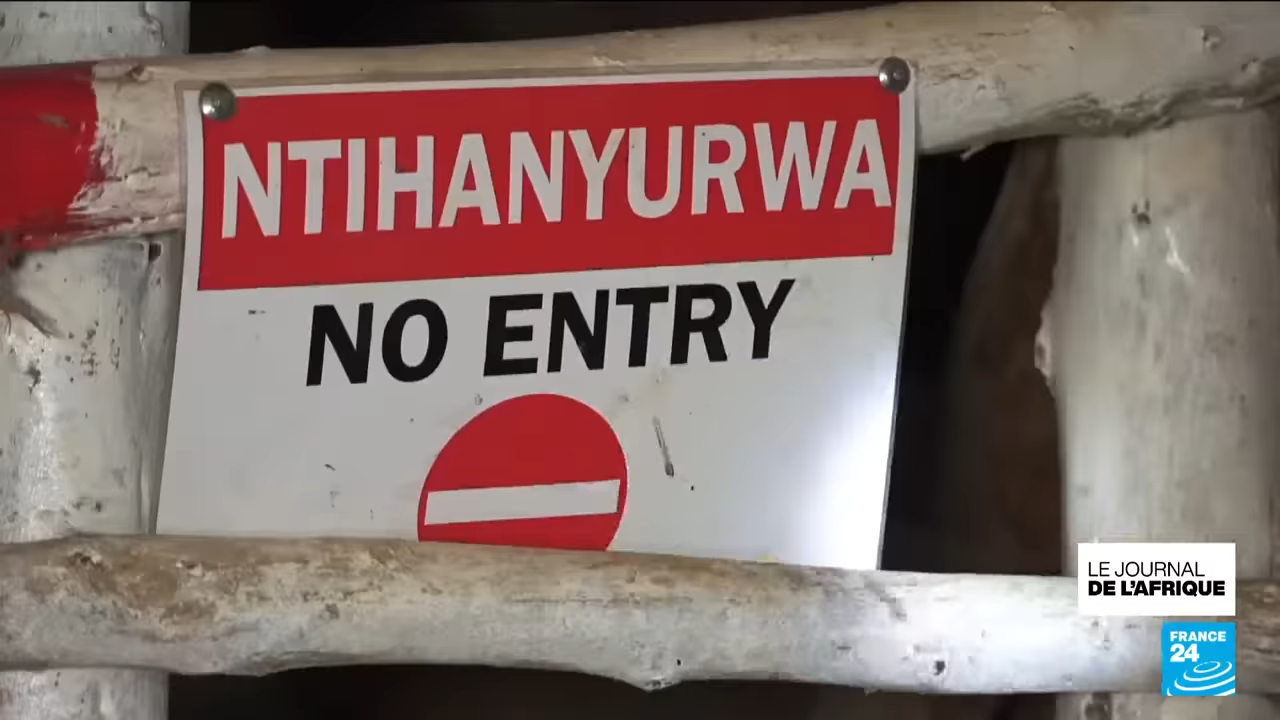 NTIHANYURWA
NO ENTRY
LE JOURNAL
DE L'AFRIQUE
FRANCE
24